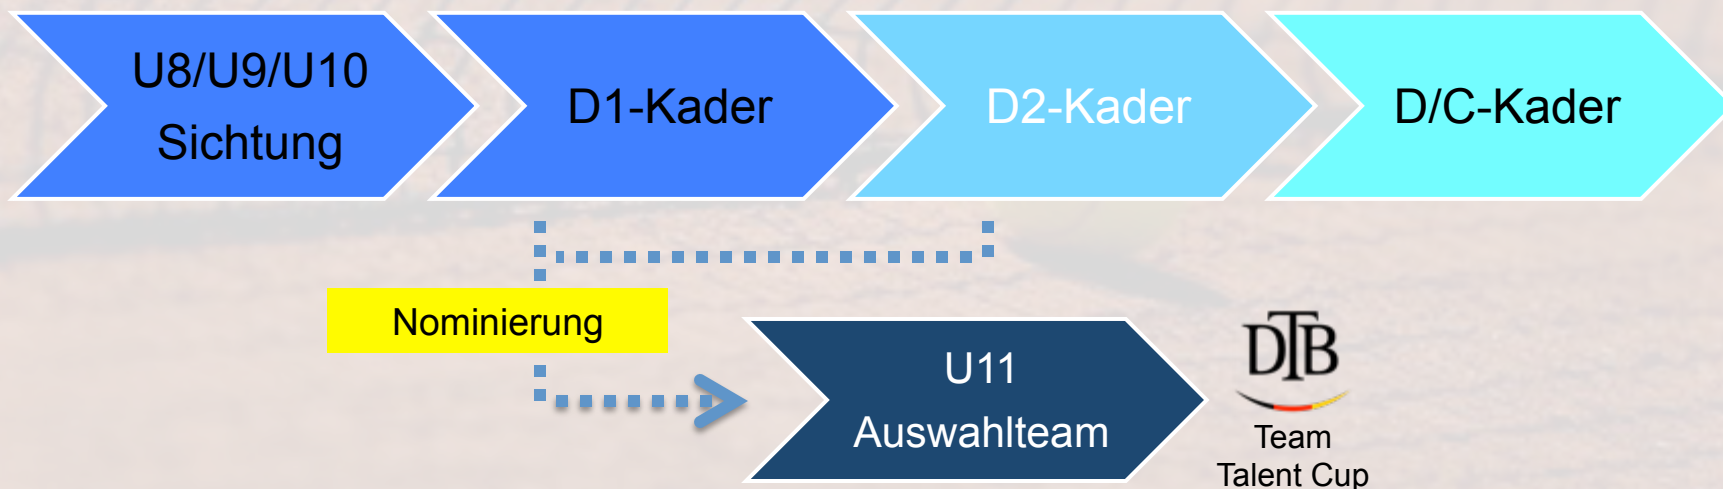 U8/U9/U10
Sichtung
D1-Kader
D2-Kader
D/C-Kader
Nominierung
U11
Auswahlteam
DTB
Team
Talent Cup